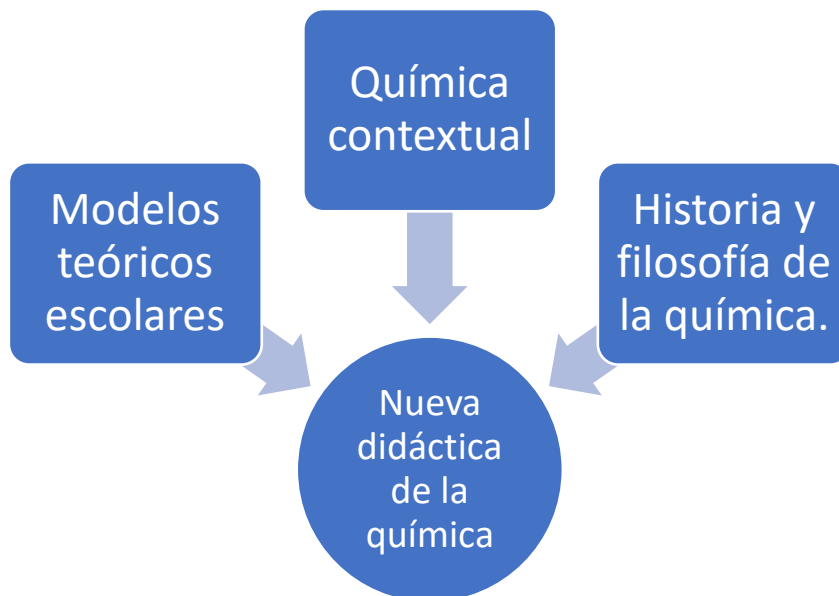 Química
contextual
Modelos
teóricos
escolares
Historia y
filosofía de
la química.
Nueva
didáctica
de la
química